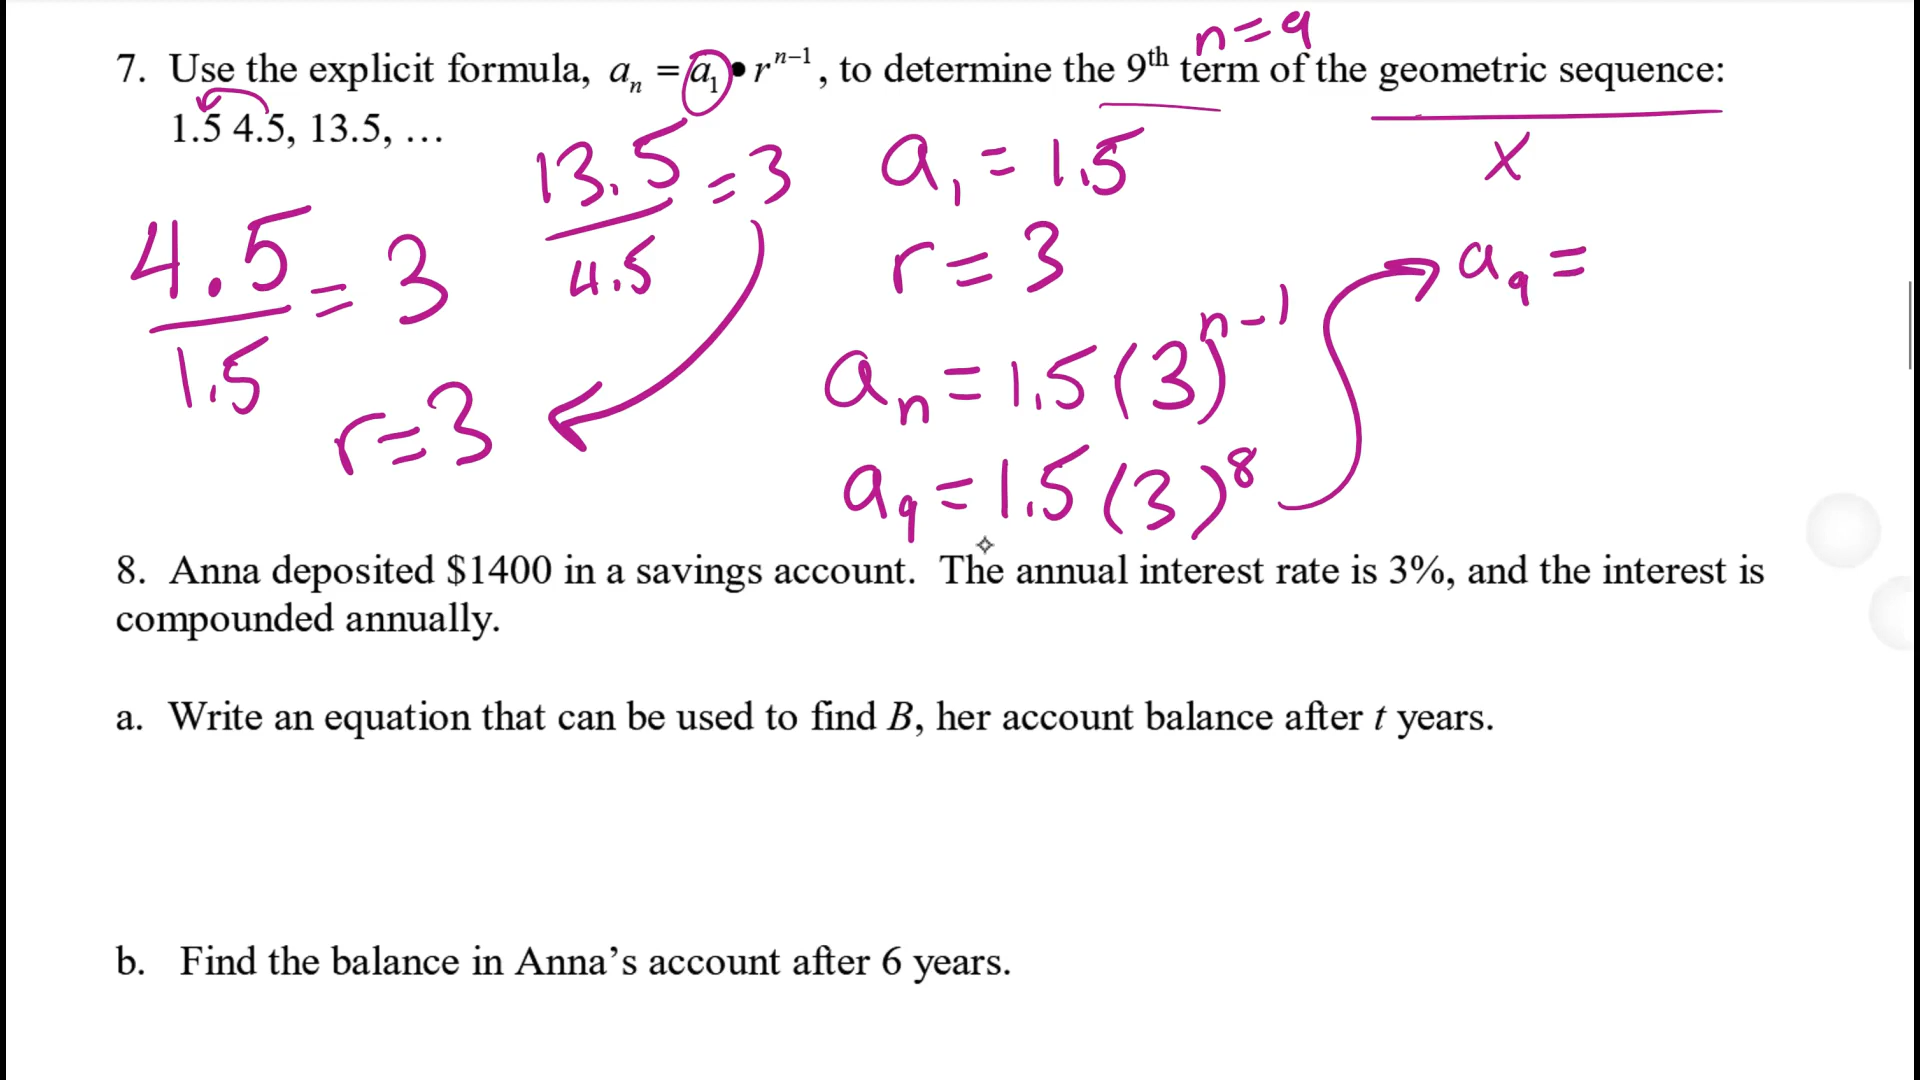 n=9
7. Use the explicit formula, aₙ = a₁ • rⁿ⁻¹, to determine the 9ᵗʰ term of the geometric sequence:
1.5 4.5, 13.5, …
13.5/4.5 = 3
a₁ = 1.5
x
4.5/1.5 = 3
r = 3
a₉ =
r=3
aₙ = 1.5(3)ⁿ⁻¹
a₉ = 1.5(3)⁸
8. Anna deposited $1400 in a savings account. The annual interest rate is 3%, and the interest is
compounded annually.
a. Write an equation that can be used to find B, her account balance after t years.
b. Find the balance in Anna’s account after 6 years.